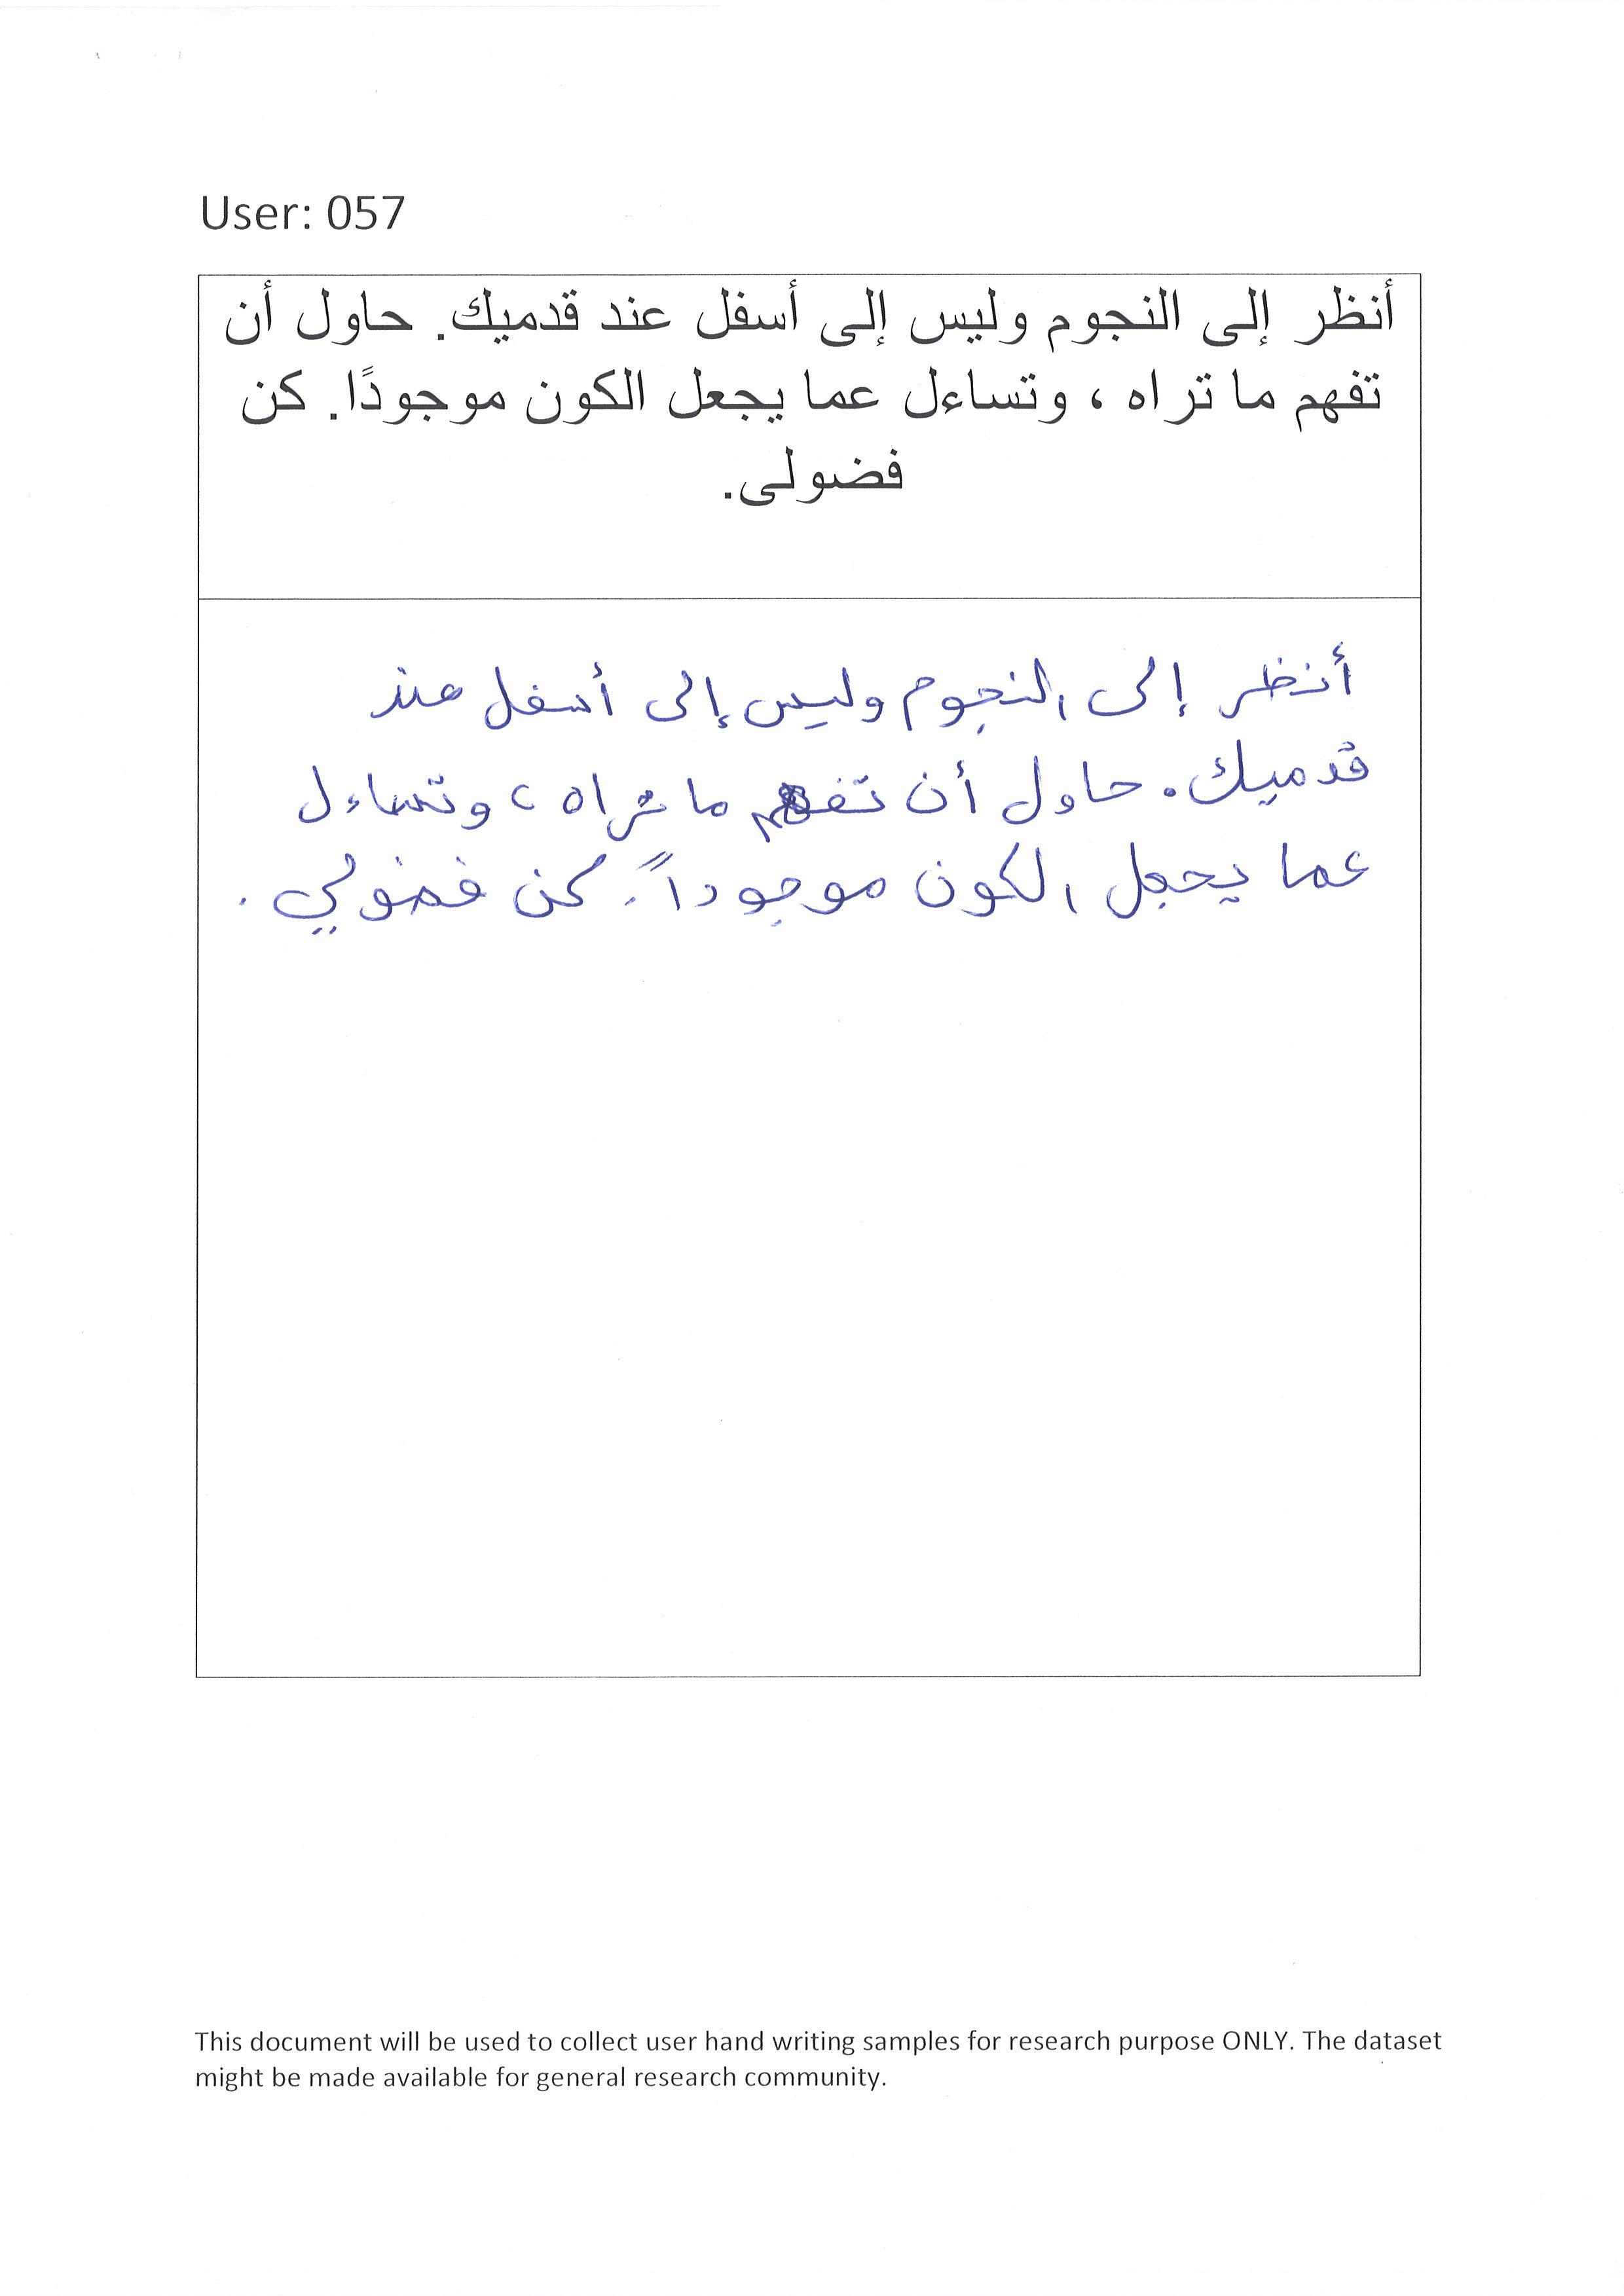 User: 057
أنظر إلى النجوم وليس إلى أسفل عند قدميك. حاول أن
تفهم ما تراه ، وتساءل عما يجعل الكون موجودًا. كن
فضولى.
أنظر إلى النجوم وليس إلى أسفل عند
قدميك. حاول أن تفهم ما تراه ، وتساءل
عما يجعل الكون موجوداً. كن فضولي.
This document will be used to collect user hand writing samples for research purpose ONLY. The dataset
might be made available for general research community.